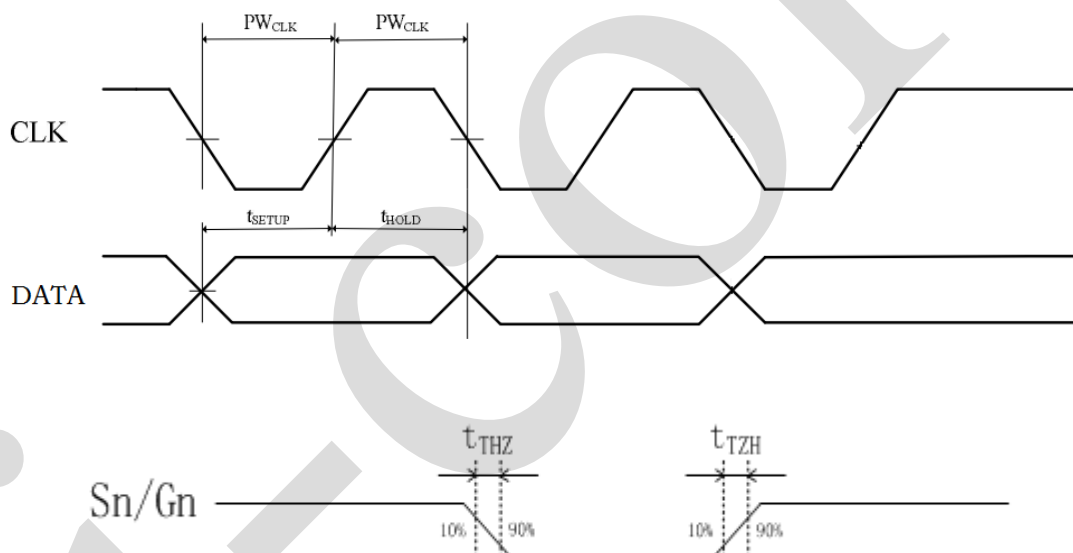 PWCLK PWCLK
CLK
tSETUP tHOLD
DATA
tTHZ tTZH
Sn/Gn
10% 90% 10% 90%